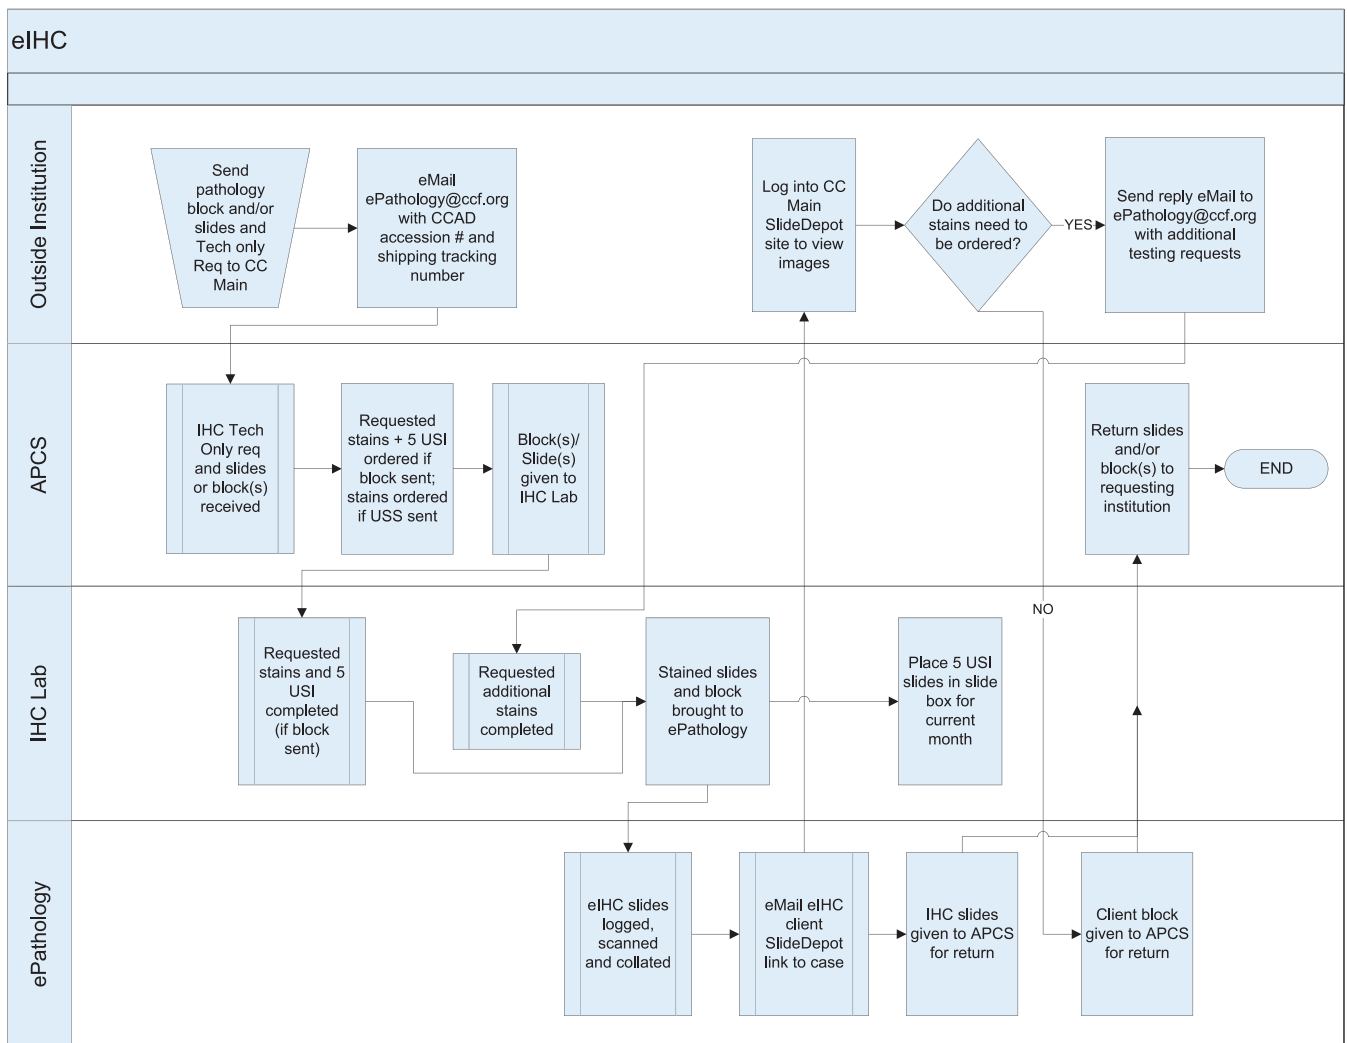 eIHC
Outside Institution
Send
pathology
block and/or
slides and
Tech only
Req to CC
Main
eMail
ePathology@ccf.org
with CCAD
accession # and
shipping tracking
number
Log into CC
Main
SlideDepot
site to view
images
Do additional
stains need to
be ordered?
YES
Send reply eMail to
ePathology@ccf.org
with additional
testing requests
APCS
IHC Tech
Only req
and slides
or block(s)
received
Requested
stains + 5 USI
ordered if
block sent;
stains ordered
if USS sent
Block(s)/
Slide(s)
given to
IHC Lab
Return slides
and/or
block(s) to
requesting
institution
END
IHC Lab
Requested
stains and 5
USI
completed
(if block
sent)
Requested
additional
stains
completed
Stained slides
and block
brought to
ePathology
Place 5 USI
slides in slide
box for
current
month
NO
ePathology
eIHC slides
logged,
scanned
and collated
eMail eIHC
client
SlideDepot
link to case
IHC slides
given to APCS
for return
Client block
given to APCS
for return